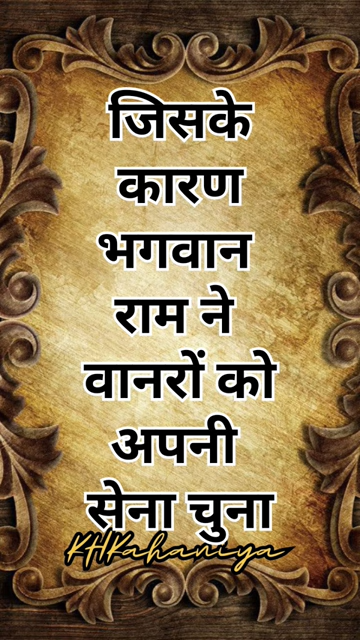 जिसके
कारण
भगवान
राम ने
वानरों को
अपनी
सेना चुना
KHKahaniya